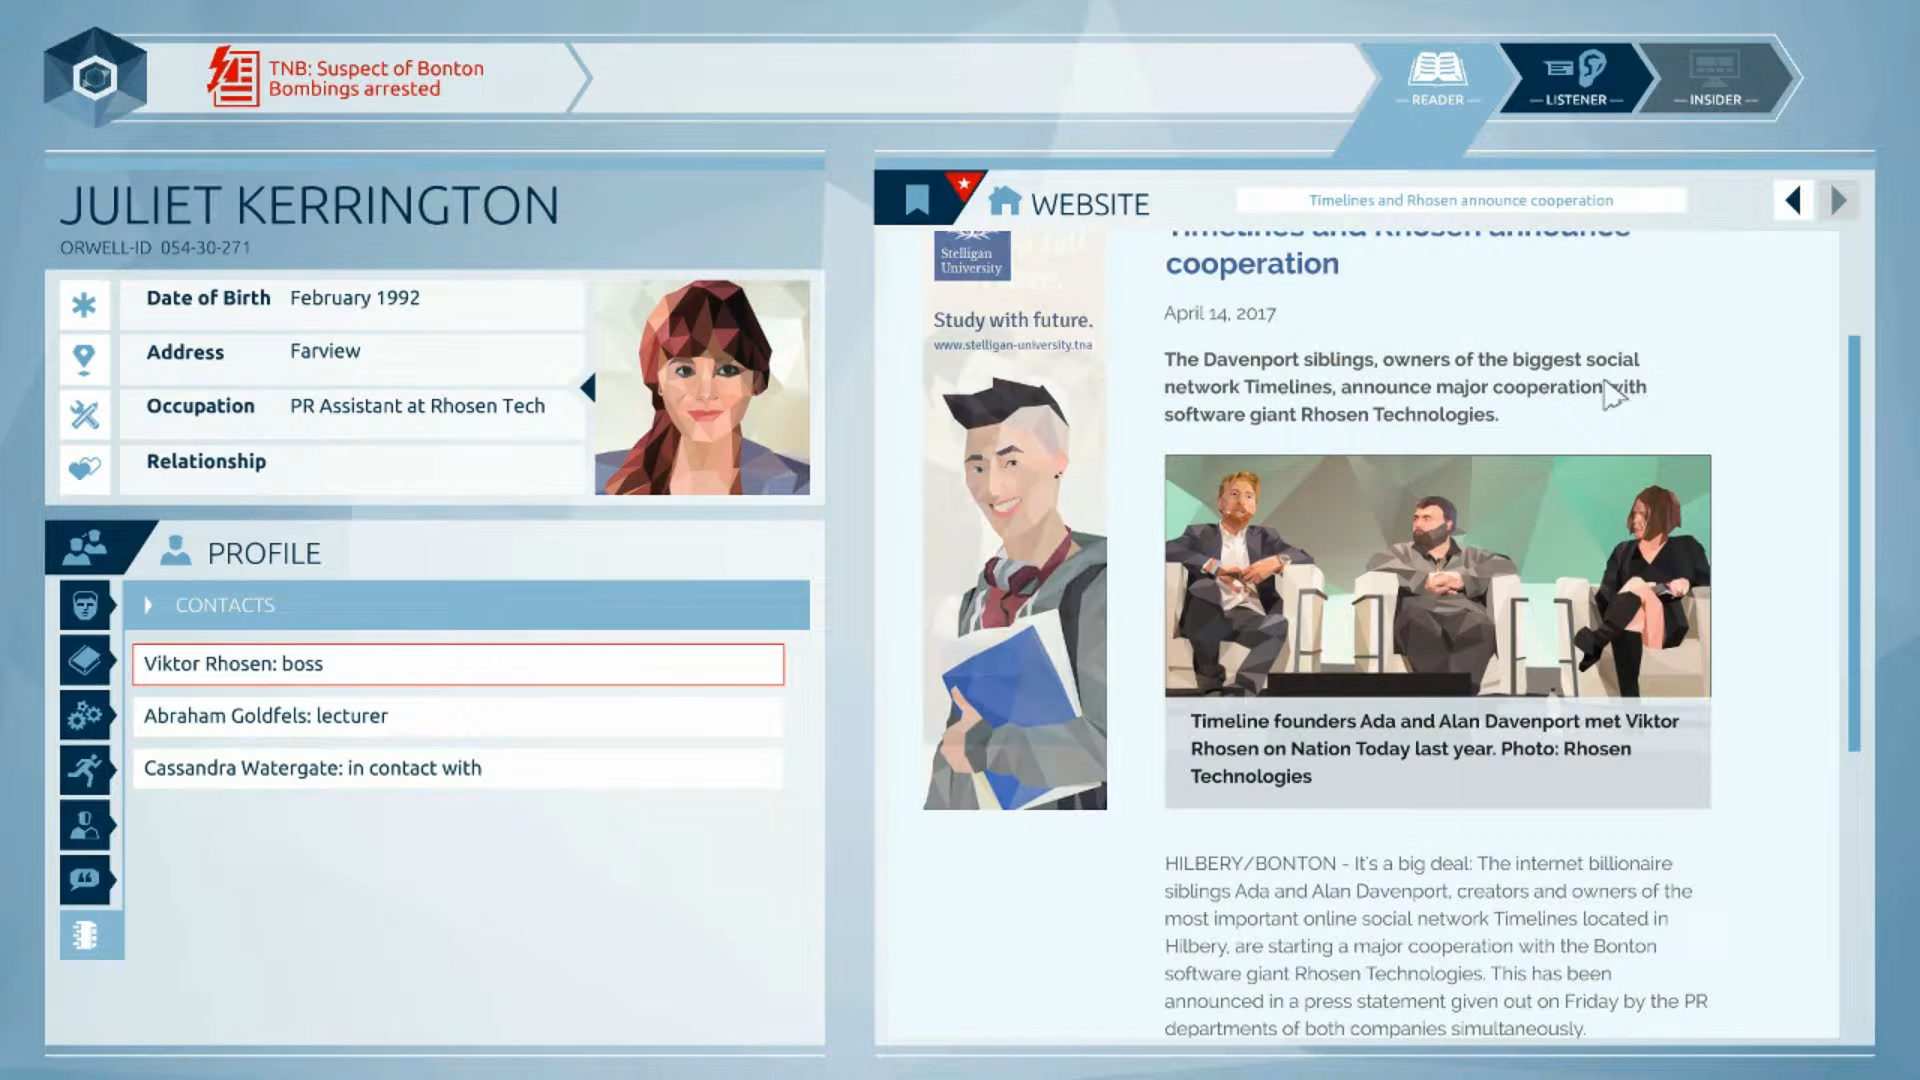 TNB: Suspect of Bonton
Bombings arrested
READER
LISTENER
INSIDER
JULIET KERRINGTON
ORWELL-ID 054-30-271
Date of Birth February 1992
Address Farview
Occupation PR Assistant at Rhosen Tech
Relationship
PROFILE
CONTACTS
Viktor Rhosen: boss
Abraham Goldfels: lecturer
Cassandra Watergate: in contact with
WEBSITE
Timelines and Rhosen announce cooperation
Stelligan
University
Study with future.
www.stelligan-university.tna
Timelines and Rhosen announce
cooperation
April 14, 2017
The Davenport siblings, owners of the biggest social
network Timelines, announce major cooperation with
software giant Rhosen Technologies.
Timeline founders Ada and Alan Davenport met Viktor
Rhosen on Nation Today last year. Photo: Rhosen
Technologies
HILBERY/BONTON - It's a big deal: The internet billionaire
siblings Ada and Alan Davenport, creators and owners of the
most important online social network Timelines located in
Hilbery, are starting a major cooperation with the Bonton
software giant Rhosen Technologies. This has been
announced in a press statement given out on Friday by the PR
departments of both companies simultaneously.